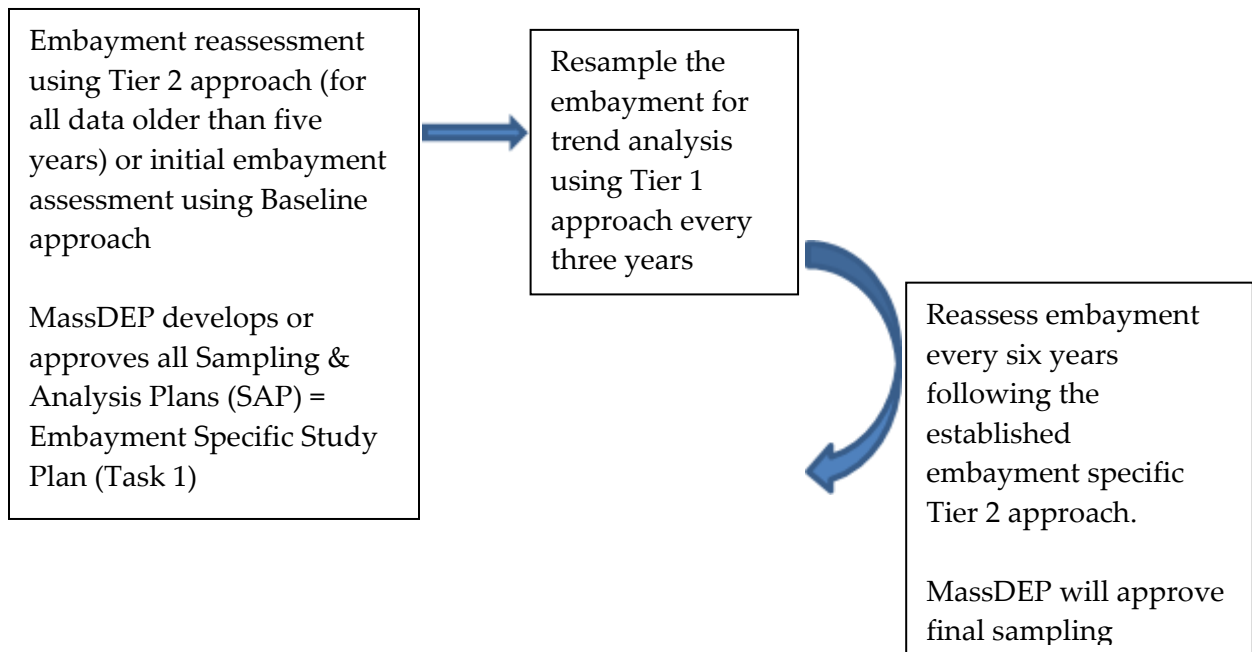 Embayment reassessment
using Tier 2 approach (for
all data older than five
years) or initial embayment
assessment using Baseline
approach
MassDEP develops or
approves all Sampling &
Analysis Plans (SAP) =
Embayment Specific Study
Plan (Task 1)
Resample the
embayment for
trend analysis
using Tier 1
approach every
three years
Reassess embayment
every six years
following the
established
embayment specific
Tier 2 approach.
MassDEP will approve
final sampling